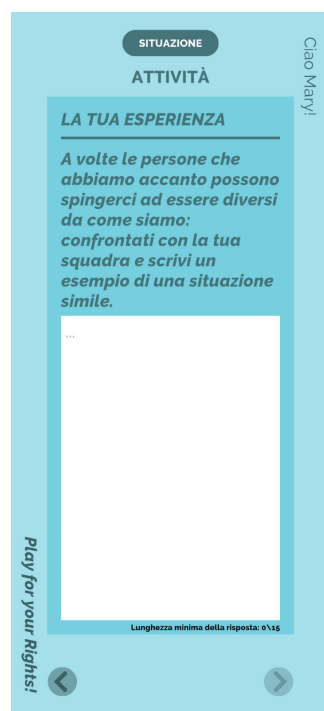 SITUAZIONE
Ciao Mary!
ATTIVITÀ
LA TUA ESPERIENZA
A volte le persone che
abbiamo accanto possono
spingerci ad essere diversi
da come siamo:
confrontati con la tua
squadra e scrivi un
esempio di una situazione
simile.
...
Lunghezza minima della risposta: 0\15
Play for your Rights!